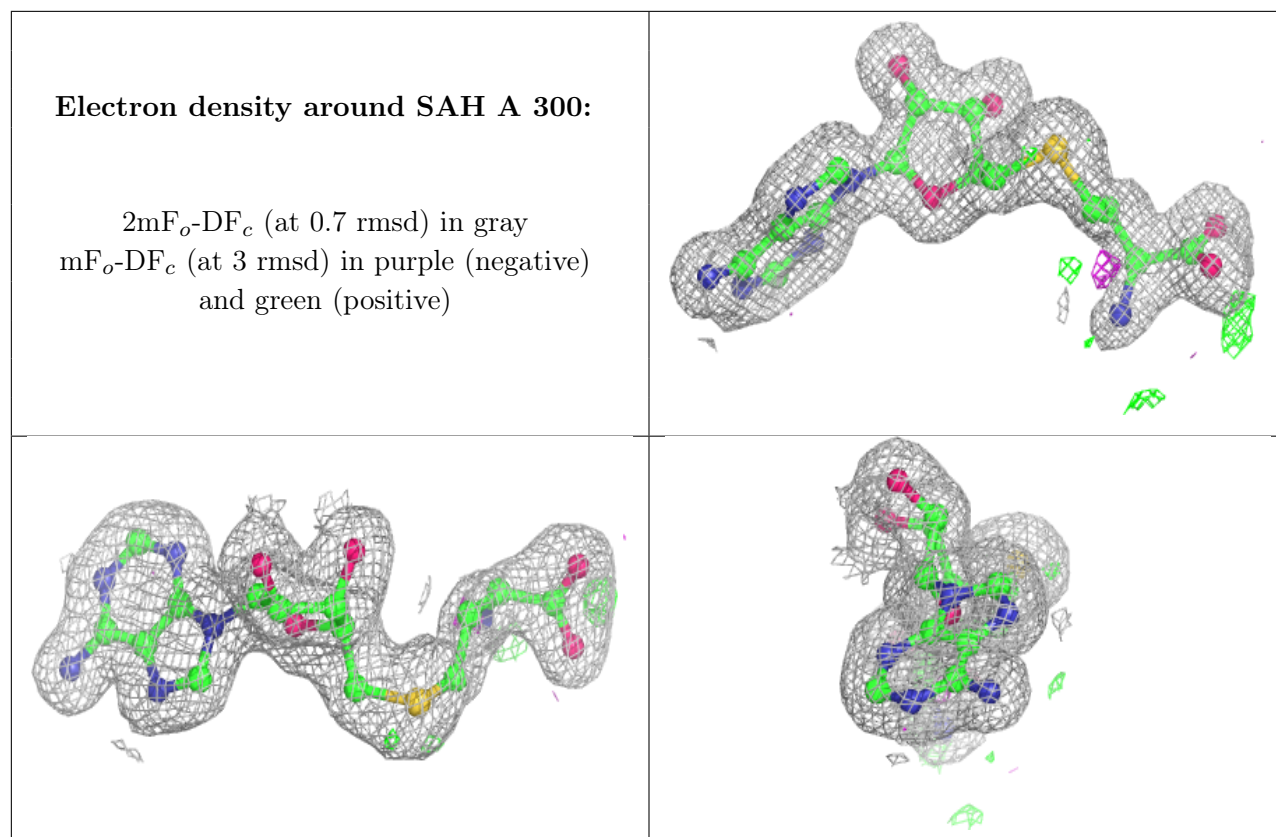 Electron density around SAH A 300:
2mFₒ-DF𝑐 (at 0.7 rmsd) in gray
mFₒ-DF𝑐 (at 3 rmsd) in purple (negative)
and green (positive)